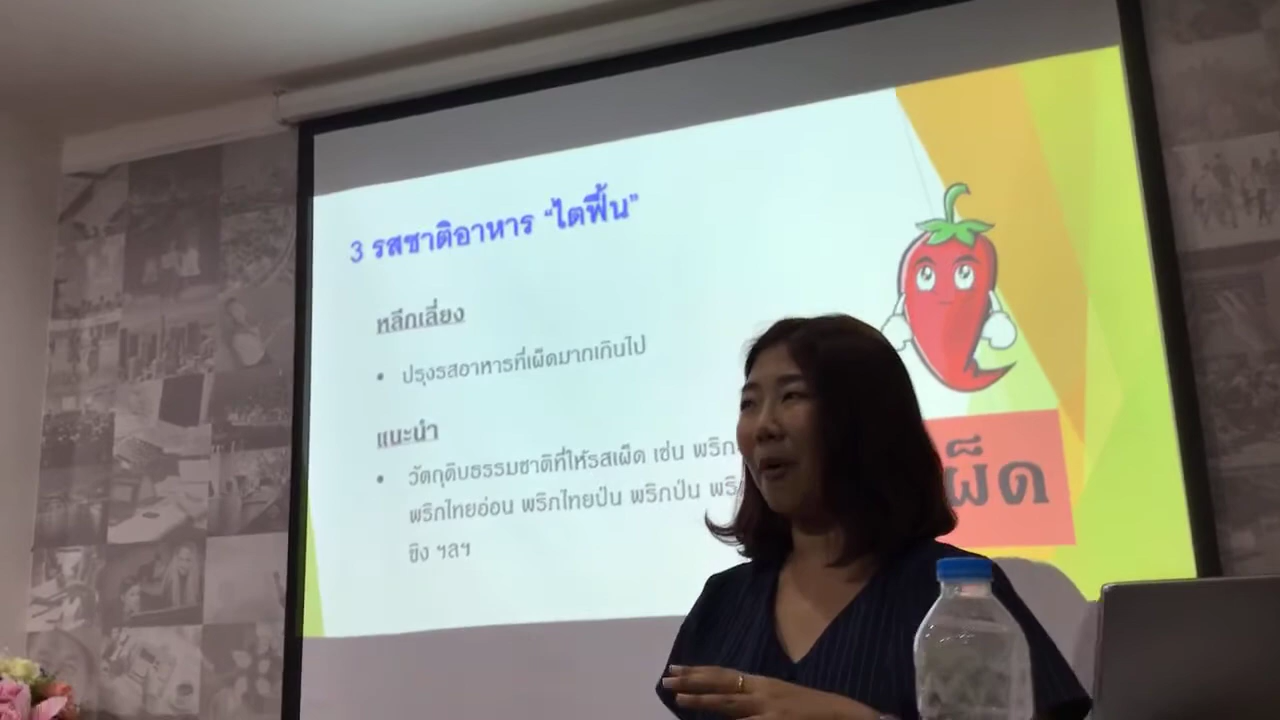 3 รสชาติอาหาร “ไตฟื้น”
หลีกเลี่ยง
• ปรุงรสอาหารที่เผ็ดมากเกินไป
แนะนำ
• วัตถุดิบธรรมชาติที่ให้รสเผ็ด เช่น
พริกไทยอ่อน พริกไทยป่น พริกป่น
ขิง ฯลฯ
เผ็ด